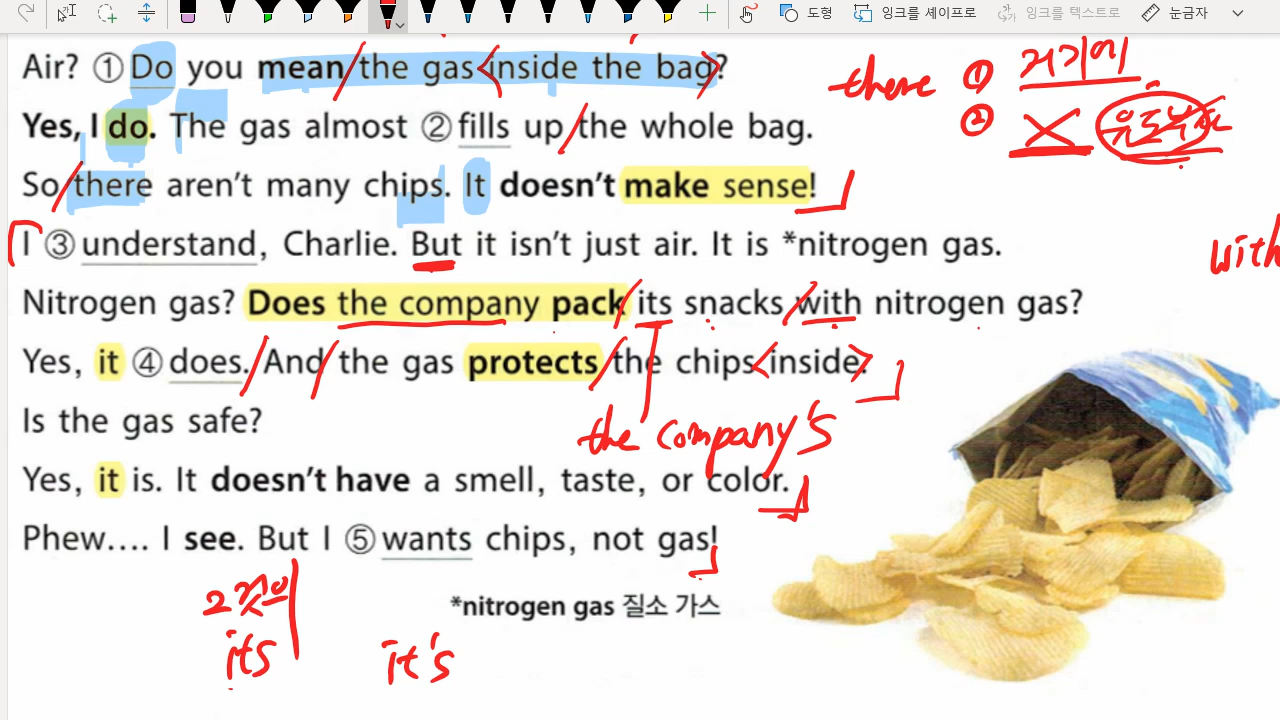 도형 잉크를 셰이프로 잉크를 텍스트로 눈금자
Air? ① Do you mean the gas inside the bag?
there ① 거기에
② X 유도부사
Yes, I do. The gas almost ② fills up the whole bag.
So there aren't many chips. It doesn't make sense!
I ③ understand, Charlie. But it isn't just air. It is *nitrogen gas.
with
Nitrogen gas? Does the company pack its snacks with nitrogen gas?
Yes, it ④ does. And the gas protects the chips inside.
Is the gas safe?
the company's
Yes, it is. It doesn't have a smell, taste, or color.
Phew…. I see. But I ⑤ wants chips, not gas!
그것의
*nitrogen gas 질소 가스
its it's